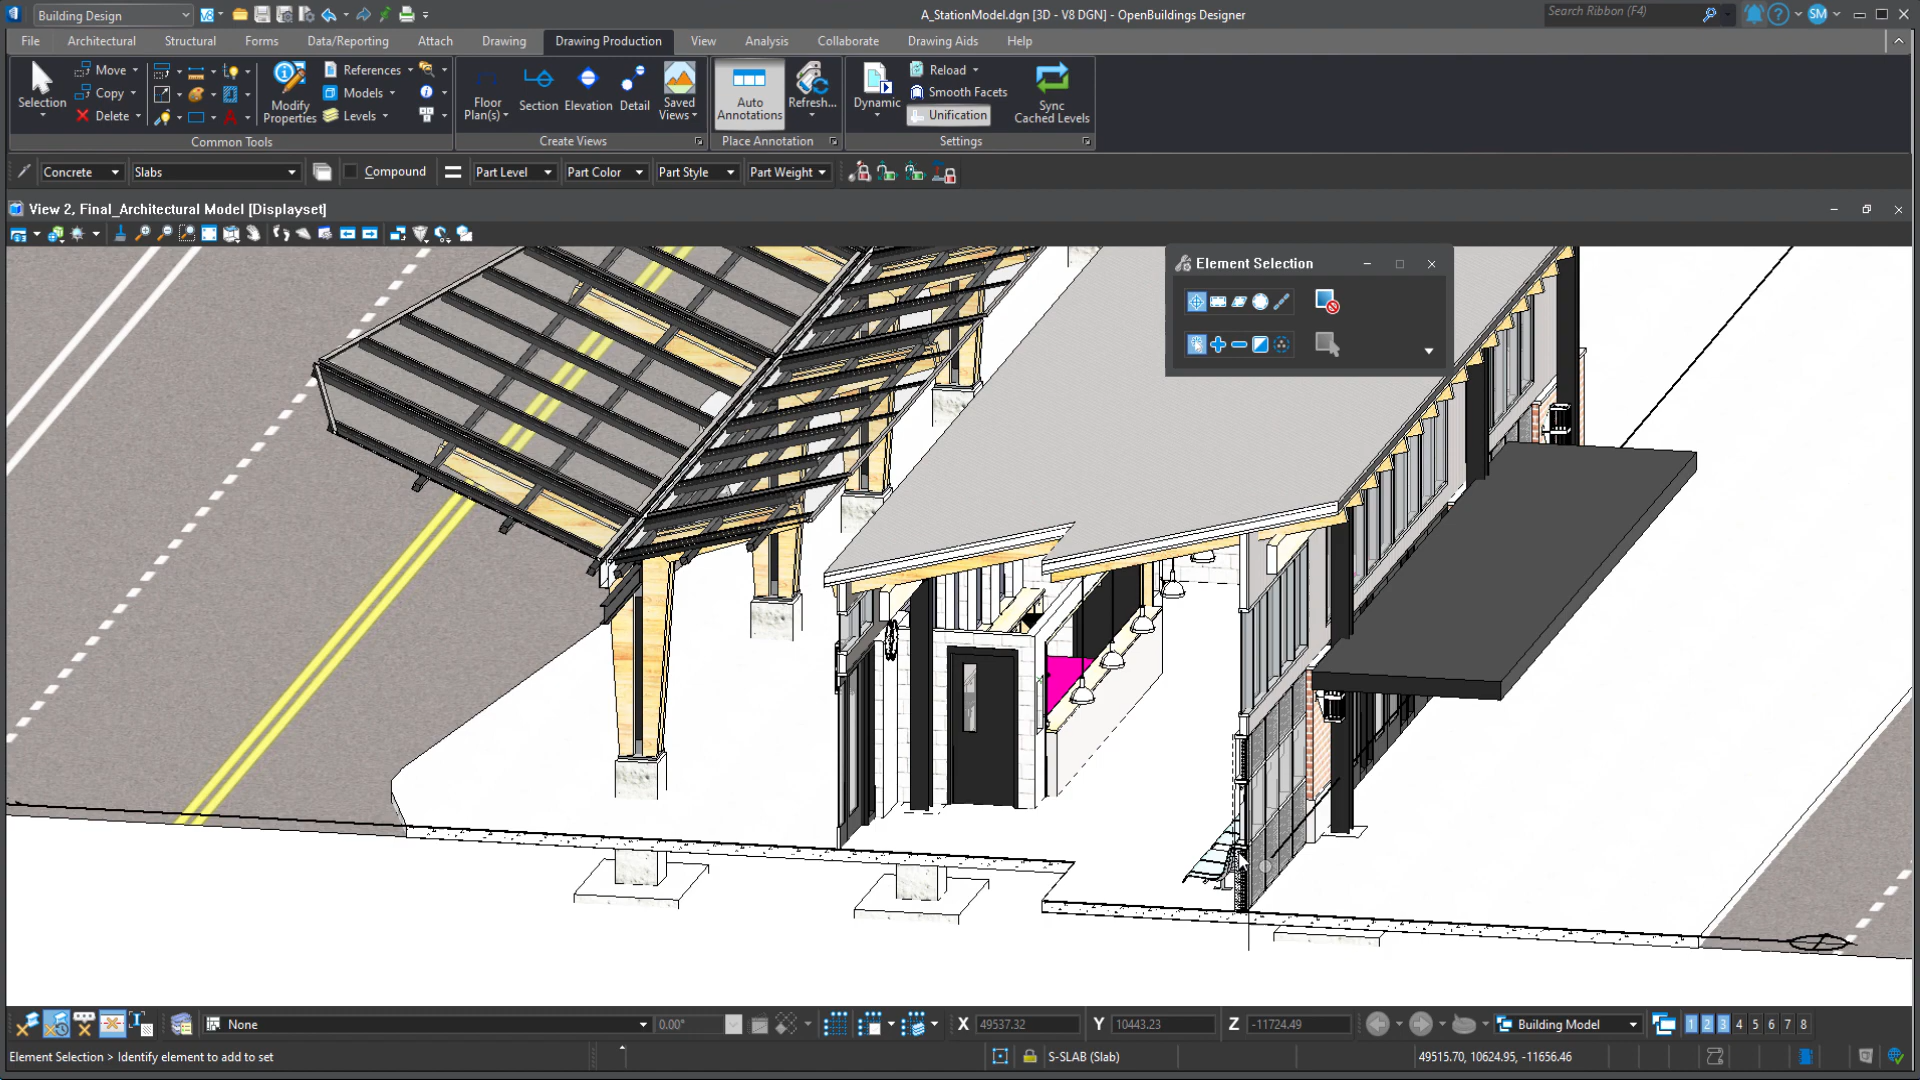 Building Design
A_StationModel.dgn [3D - V8 DGN] - OpenBuildings Designer
Search Ribbon (F4)
SM
File
Architectural
Structural
Forms
Data/Reporting
Attach
Drawing
Drawing Production
View
Analysis
Collaborate
Drawing Aids
Help
Selection
Move
Copy
Delete
Modify
Properties
References
Models
Levels
Common Tools
Floor
Plan(s)
Section
Elevation
Detail
Saved
Views
Create Views
Auto
Annotations
Refresh...
Place Annotation
Dynamic
Reload
Smooth Facets
Unification
Sync
Cached Levels
Settings
Concrete
Slabs
Compound
Part Level
Part Color
Part Style
Part Weight
View 2, Final_Architectural Model [Displayset]
Element Selection
None
0.00°
X 49537.32
Y 10443.23
Z -11724.49
Building Model
1 2 3 4 5 6 7 8
Element Selection > Identify element to add to set
S-SLAB (Slab)
49515.70, 10624.95, -11656.46